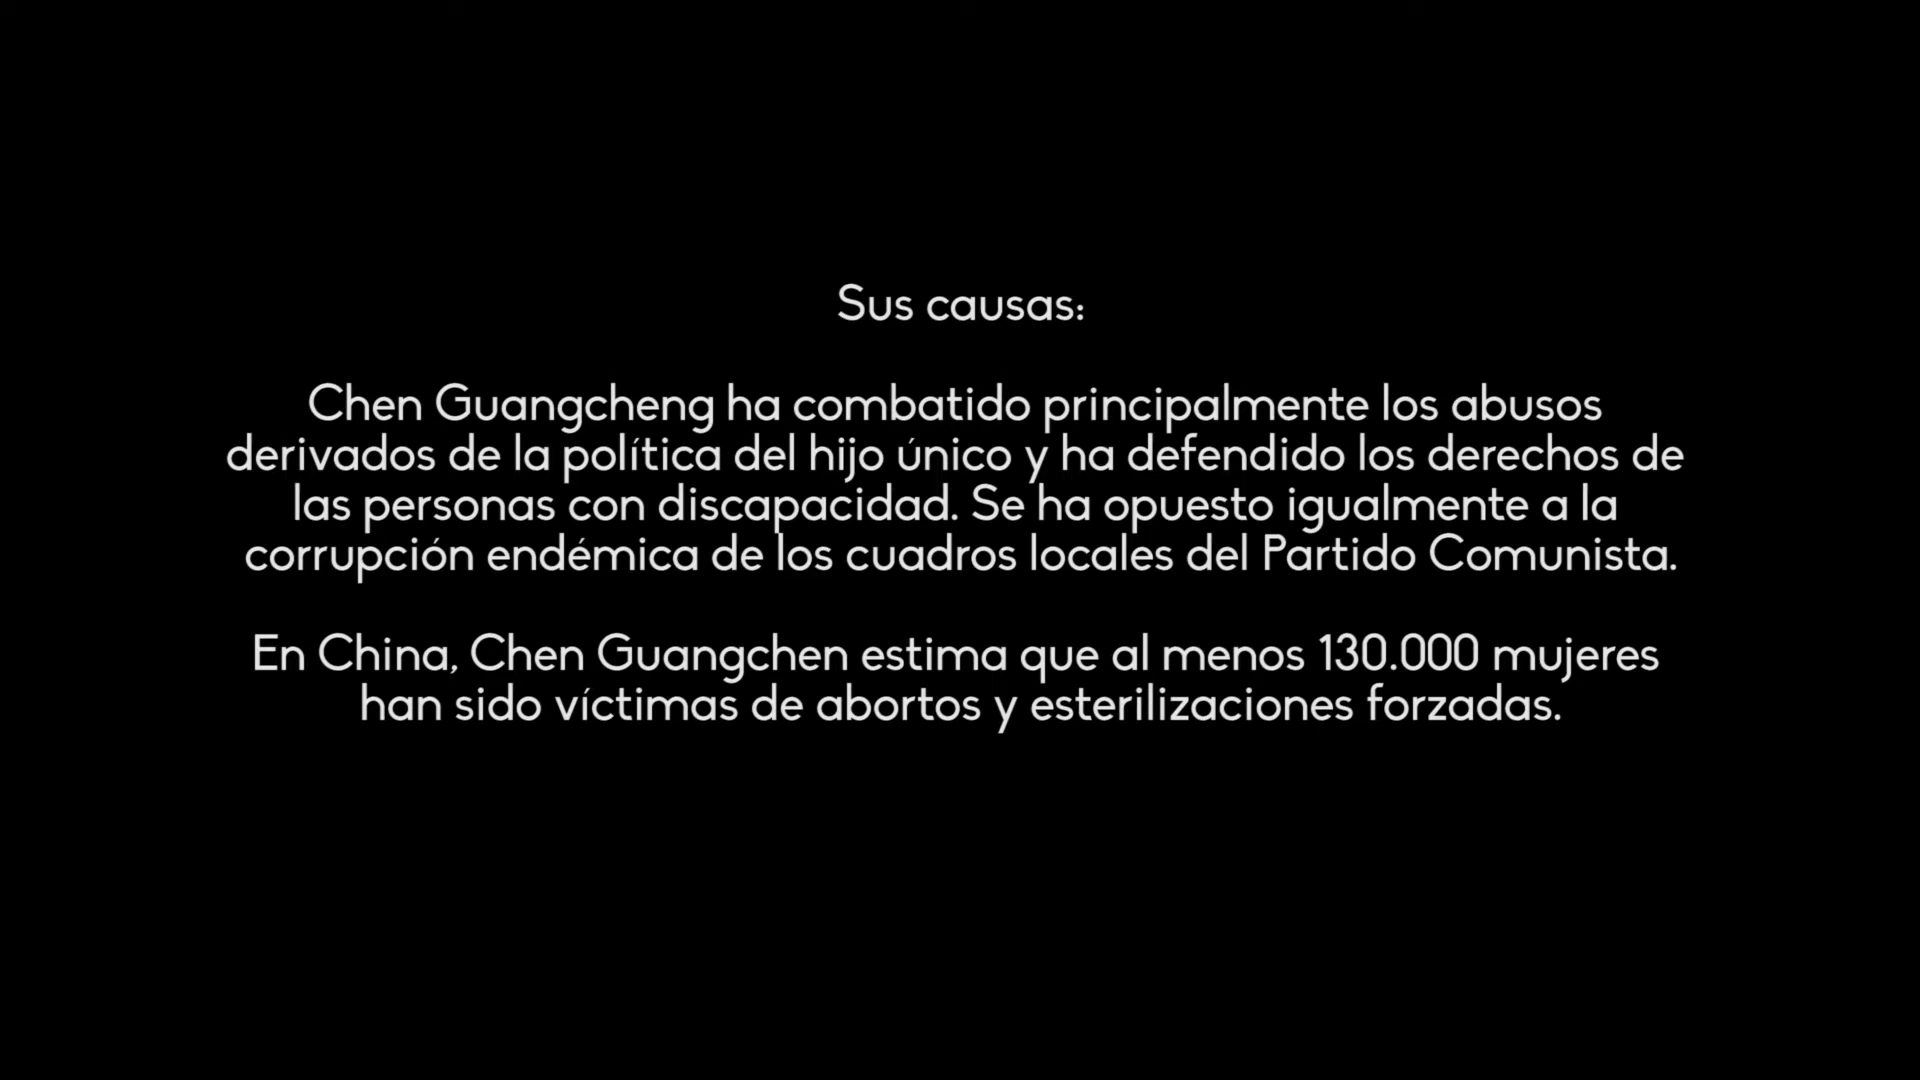 Sus causas:
Chen Guangcheng ha combatido principalmente los abusos
derivados de la política del hijo único y ha defendido los derechos de
las personas con discapacidad. Se ha opuesto igualmente a la
corrupción endémica de los cuadros locales del Partido Comunista.
En China, Chen Guangchen estima que al menos 130.000 mujeres
han sido víctimas de abortos y esterilizaciones forzadas.